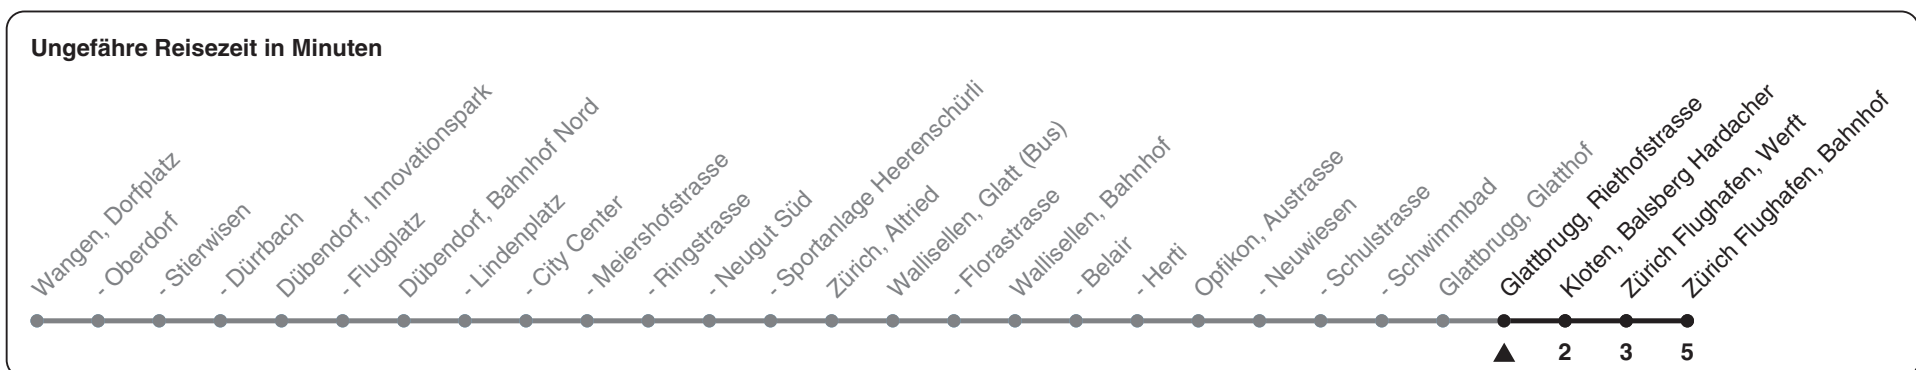 Ungefähre Reisezeit in Minuten
Wangen, Dorfplatz
- Oberdorf
- Stierwisen
- Dürrbach
Dübendorf, Innovationspark
- Flugplatz
Dübendorf, Bahnhof Nord
- Lindenplatz
- City Center
- Meiershofstrasse
- Ringstrasse
- Neugut Süd
- Sportanlage Heerenschürli
Zürich, Altried
Wallisellen, Glatt (Bus)
- Florastrasse
Wallisellen, Bahnhof
- Belair
- Herti
Opfikon, Austrasse
- Neuwiesen
- Schulstrasse
- Schwimmbad
Glattbrugg, Glatthof
Glattbrugg, Riethofstrasse
Kloten, Balsberg Hardacher
Zürich Flughafen, Werft
Zürich Flughafen, Bahnhof
2 3 5